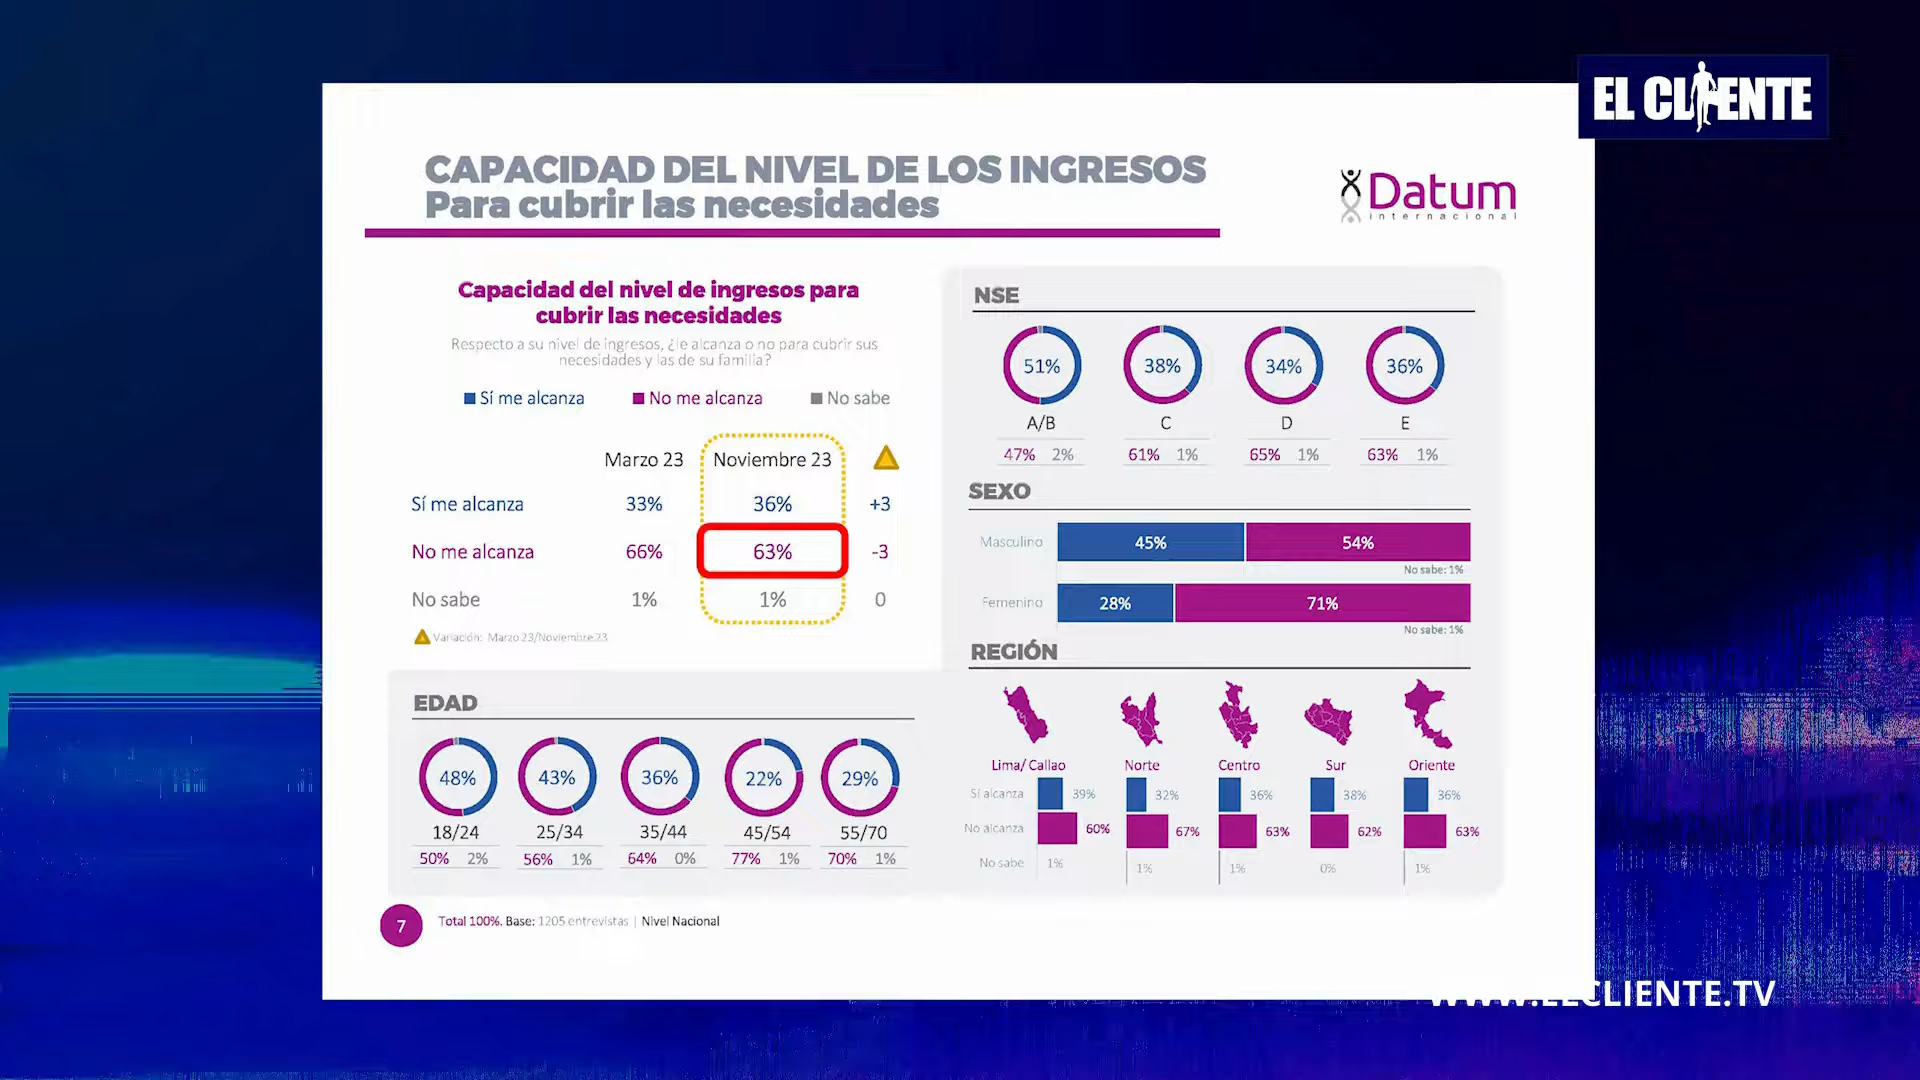 EL CLIENTE
CAPACIDAD DEL NIVEL DE LOS INGRESOS
Para cubrir las necesidades
Datum
internacional
Capacidad del nivel de ingresos para
cubrir las necesidades
Respecto a su nivel de ingresos, ¿le alcanza o no para cubrir sus
necesidades y las de su familia?
Sí me alcanza No me alcanza No sabe
Marzo 23 Noviembre 23
Sí me alcanza 33% 36% +3
No me alcanza 66% 63% -3
No sabe 1% 1% 0
Variación: Marzo 23/Noviembre 23
NSE
51% 38% 34% 36%
A/B C D E
47% 2% 61% 1% 65% 1% 63% 1%
SEXO
Masculino 45% 54%
No sabe: 1%
Femenino 28% 71%
No sabe: 1%
REGIÓN
Lima/ Callao Norte Centro Sur Oriente
Sí alcanza 39% 32% 36% 38% 36%
No alcanza 60% 67% 63% 62% 63%
No sabe 1% 1% 1% 0% 1%
EDAD
48% 43% 36% 22% 29%
18/24 25/34 35/44 45/54 55/70
50% 2% 56% 1% 64% 0% 77% 1% 70% 1%
7 Total 100%. Base: 1205 entrevistas | Nivel Nacional
WWW.ELCLIENTE.TV